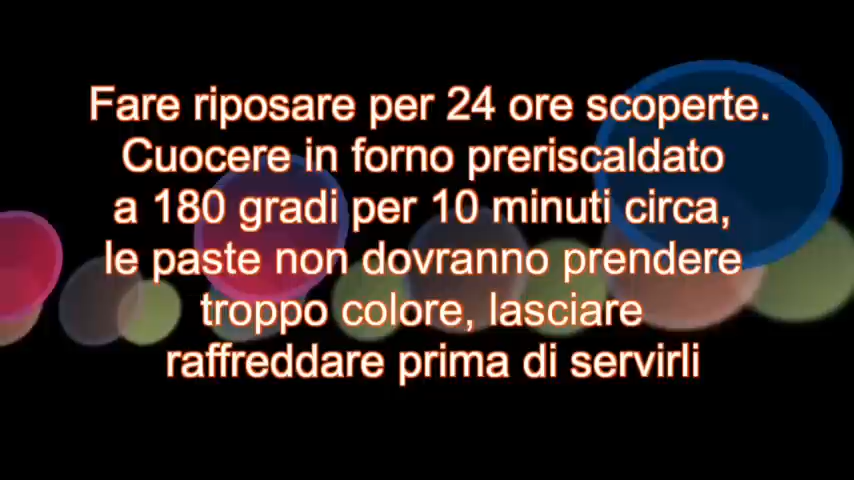 Fare riposare per 24 ore scoperte.
Cuocere in forno preriscaldato
a 180 gradi per 10 minuti circa,
le paste non dovranno prendere
troppo colore, lasciare
raffreddare prima di servirli